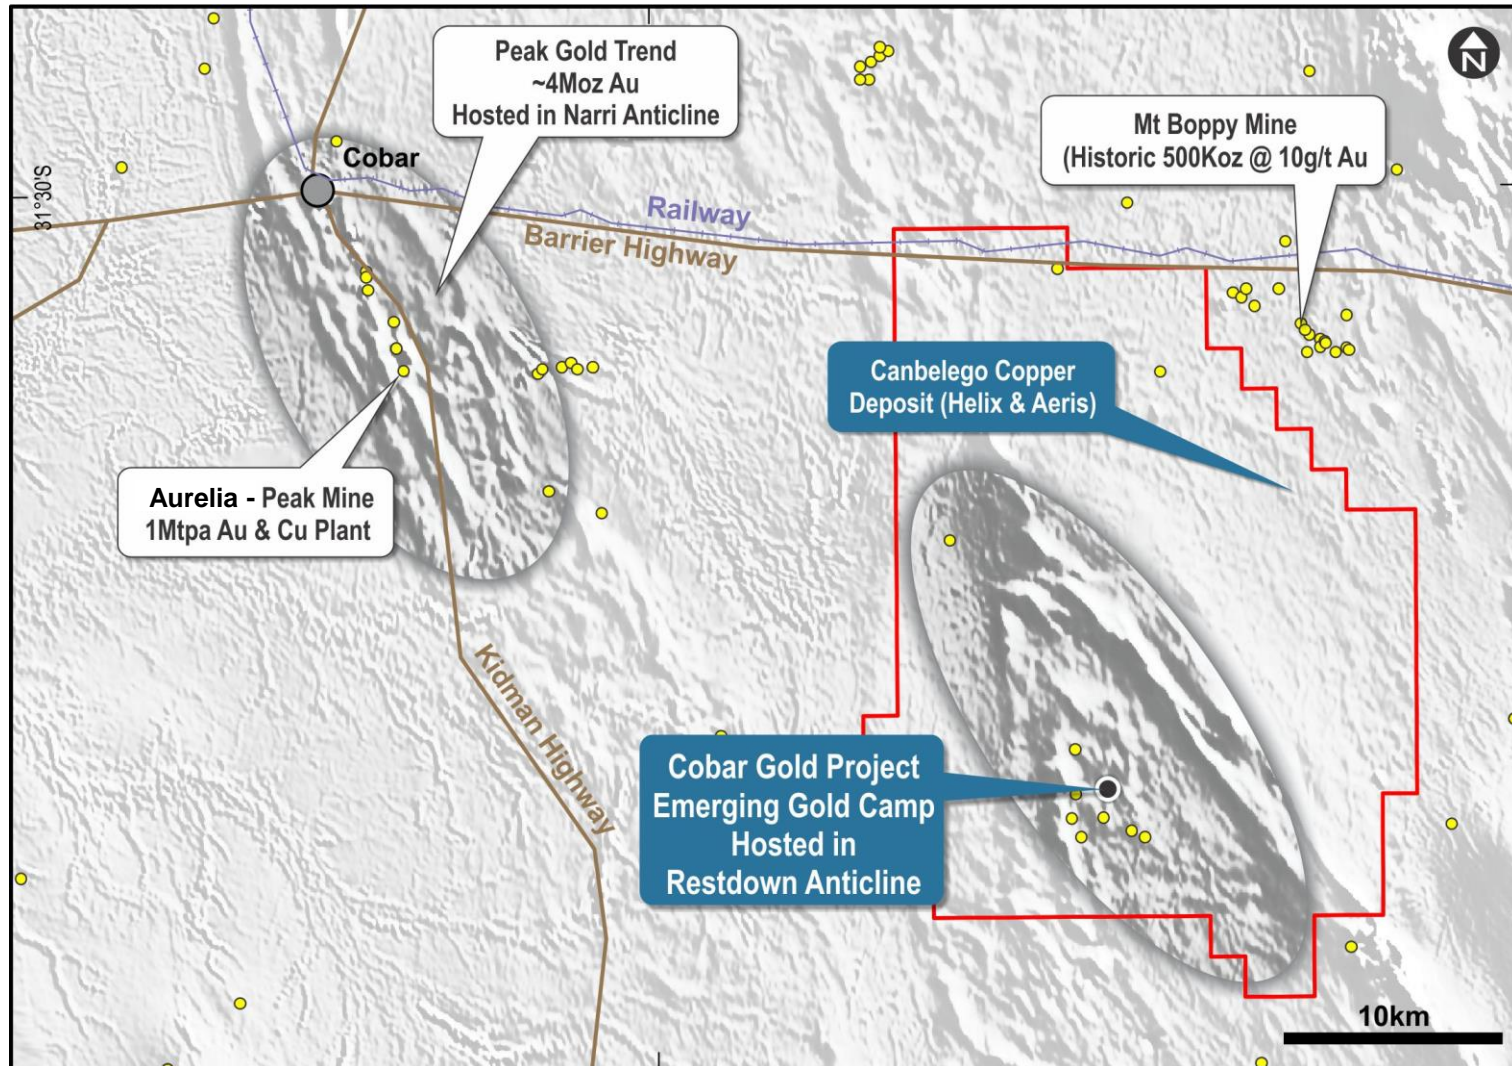 Peak Gold Trend
~4Moz Au
Hosted in Narri Anticline
N
Mt Boppy Mine
(Historic 500Koz @ 10g/t Au
Cobar
31°30'S
Railway
Barrier Highway
Canbelego Copper
Deposit (Helix & Aeris)
Aurelia - Peak Mine
1Mtpa Au & Cu Plant
Kidman Highway
Cobar Gold Project
Emerging Gold Camp
Hosted in
Restdown Anticline
10km